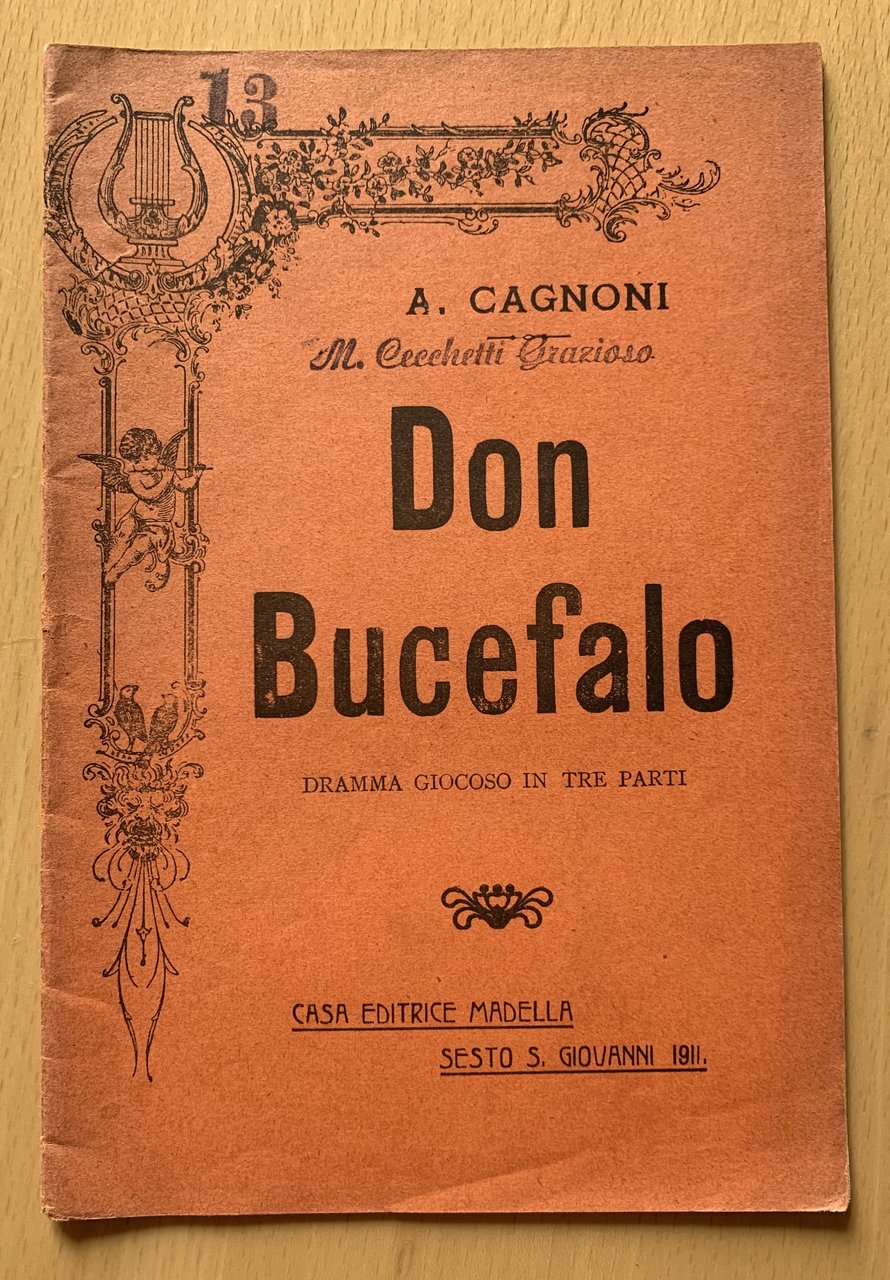 13
A. CAGNONI
M. Cecchetti Grazioso
Don
Bucefalo
DRAMMA GIOCOSO IN TRE PARTI
CASA EDITRICE MADELLA
SESTO S. GIOVANNI 1911.